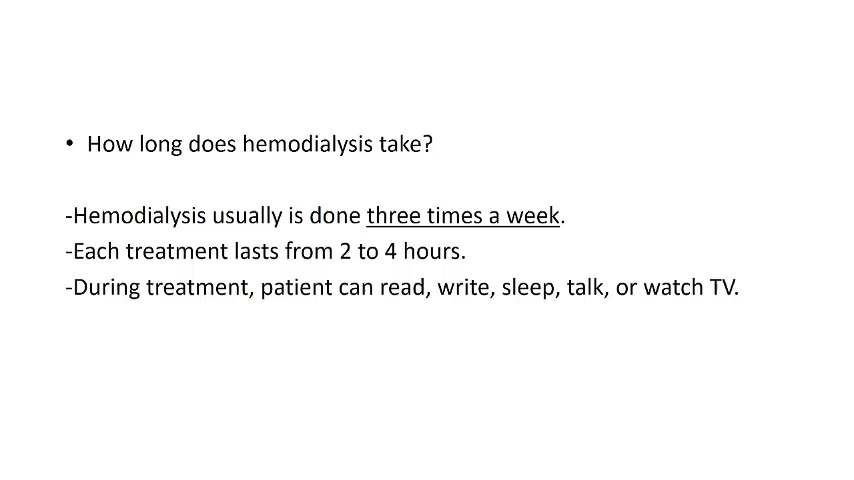 • How long does hemodialysis take?
-Hemodialysis usually is done three times a week.
-Each treatment lasts from 2 to 4 hours.
-During treatment, patient can read, write, sleep, talk, or watch TV.